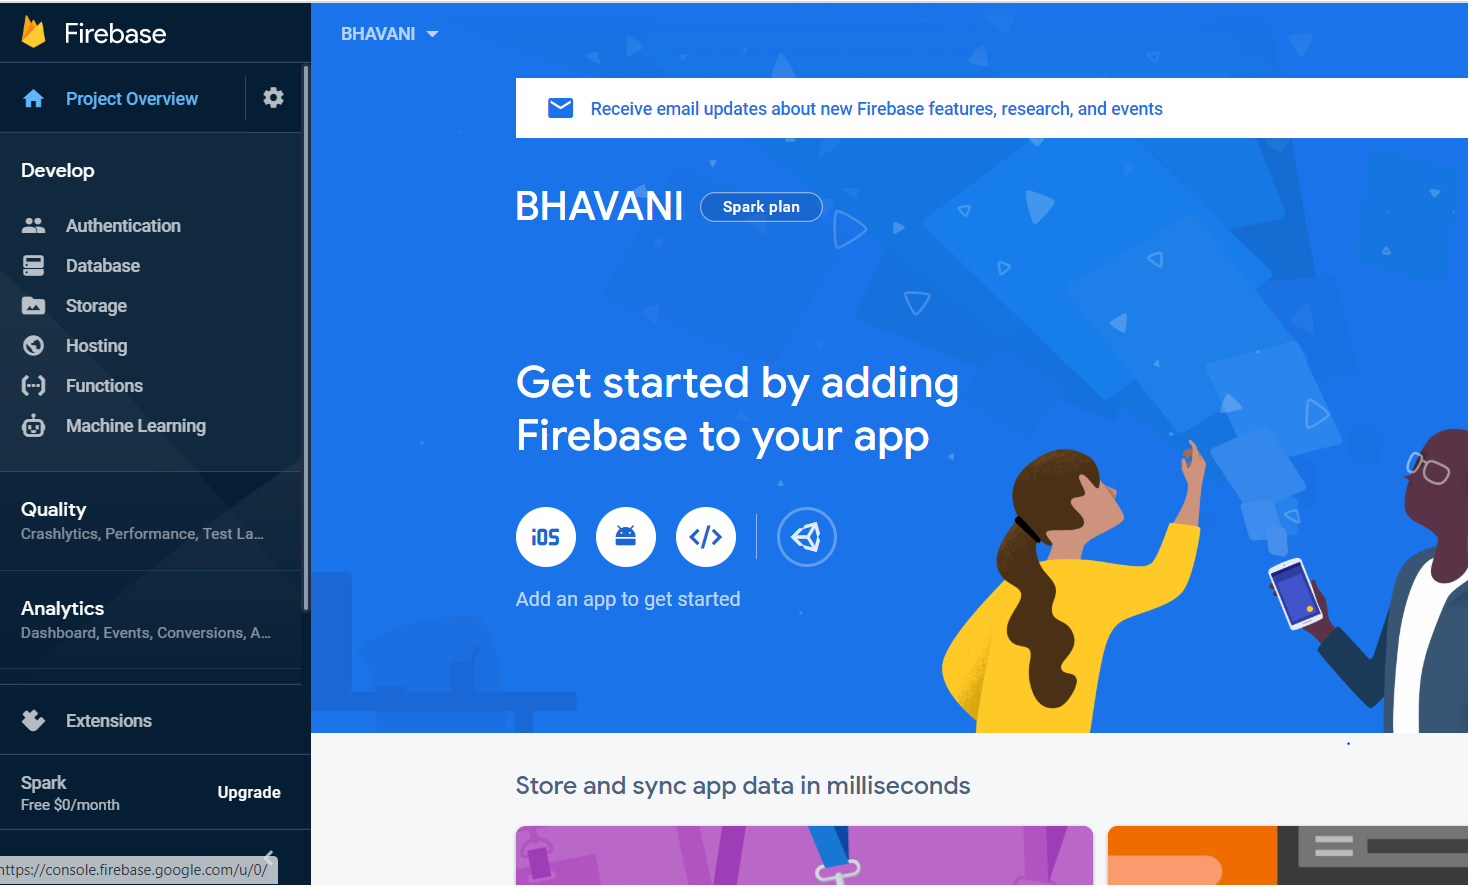 Firebase
Project Overview
Develop
Authentication
Database
Storage
Hosting
Functions
Machine Learning
Quality
Crashlytics, Performance, Test La...
Analytics
Dashboard, Events, Conversions, A...
Extensions
Spark
Free $0/month
Upgrade
https://console.firebase.google.com/u/0/
BHAVANI
Receive email updates about new Firebase features, research, and events
BHAVANI Spark plan
Get started by adding
Firebase to your app
iOS </>
Add an app to get started
Store and sync app data in milliseconds